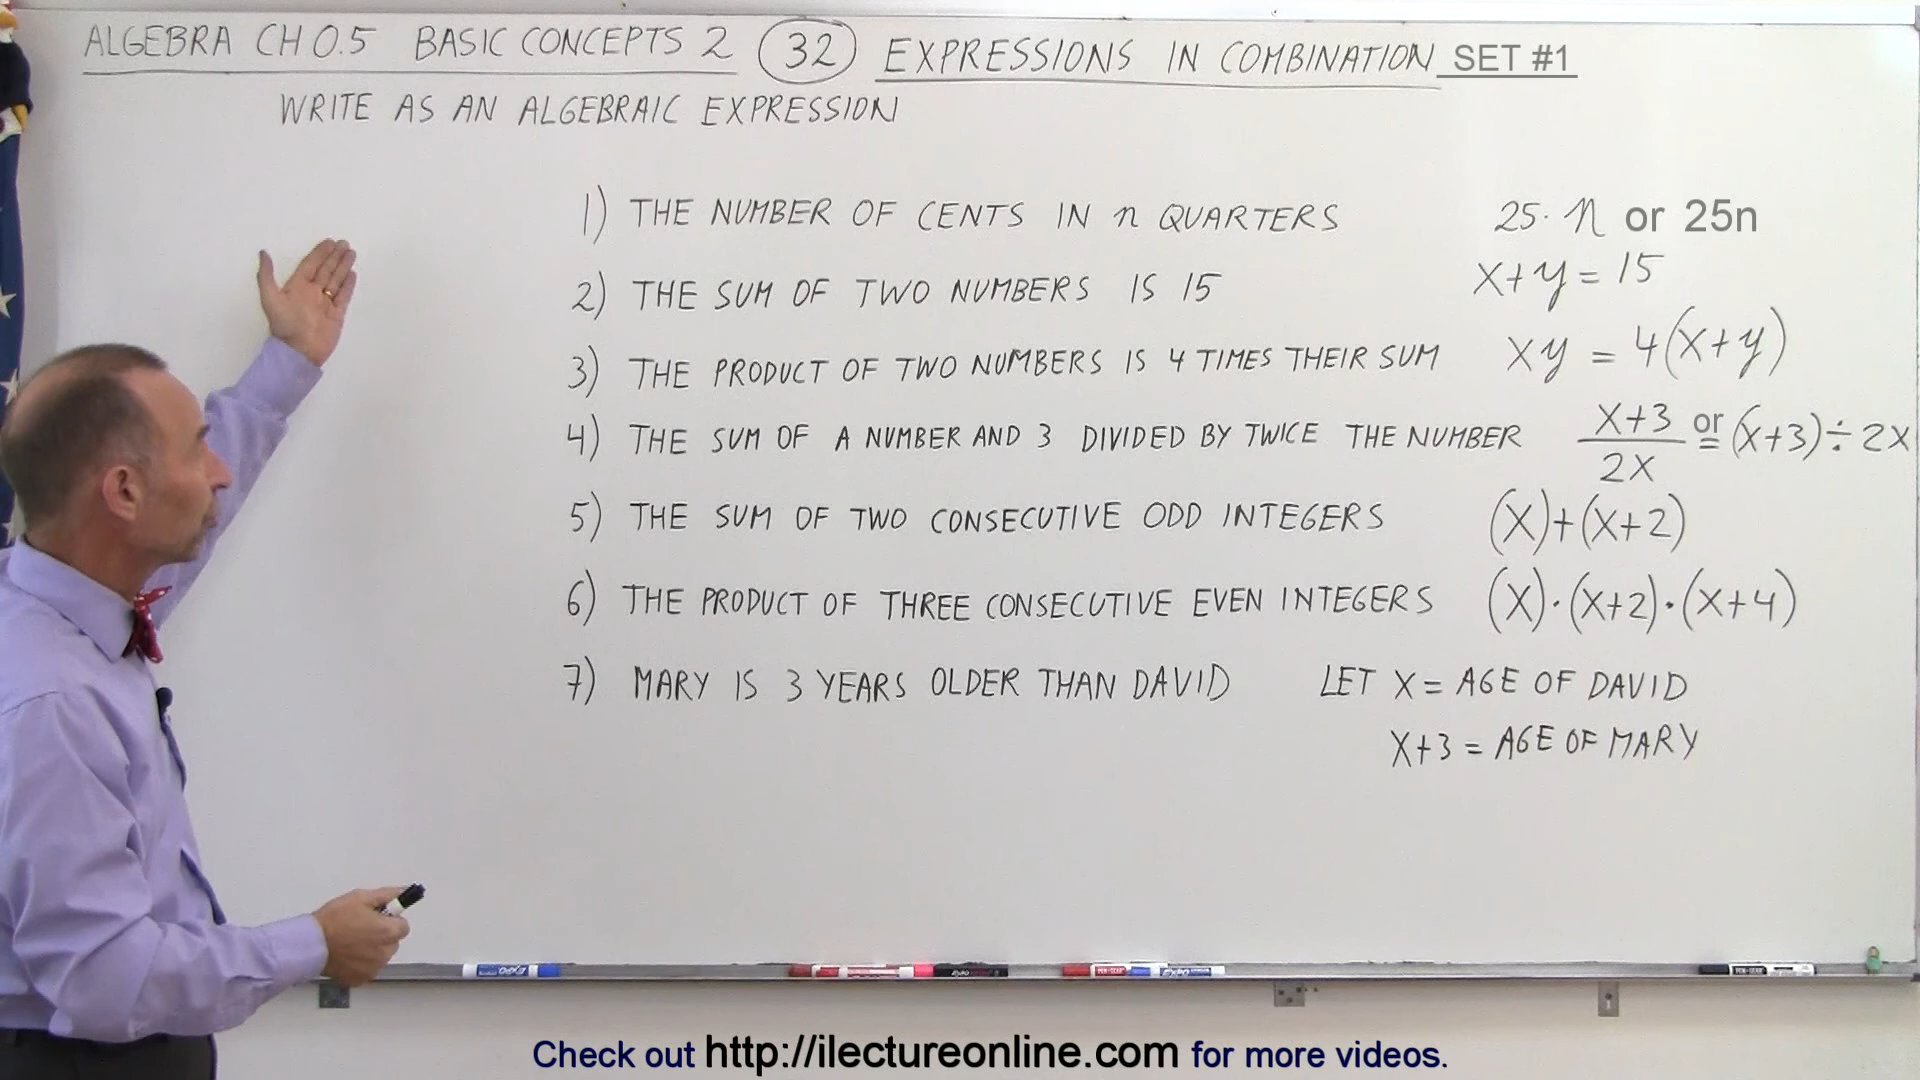 ALGEBRA CH 0.5 BASIC CONCEPTS 2 32 EXPRESSIONS IN COMBINATION SET #1
WRITE AS AN ALGEBRAIC EXPRESSION
1) THE NUMBER OF CENTS IN n QUARTERS 25·n or 25n
2) THE SUM OF TWO NUMBERS IS 15 x+y=15
3) THE PRODUCT OF TWO NUMBERS IS 4 TIMES THEIR SUM xy = 4(x+y)
4) THE SUM OF A NUMBER AND 3 DIVIDED BY TWICE THE NUMBER x+3/2x or = (x+3)÷2x
5) THE SUM OF TWO CONSECUTIVE ODD INTEGERS (x)+(x+2)
6) THE PRODUCT OF THREE CONSECUTIVE EVEN INTEGERS (x)·(x+2)·(x+4)
7) MARY IS 3 YEARS OLDER THAN DAVID LET x = AGE OF DAVID
x+3 = AGE OF MARY
EXPO
Check out http://ilectureonline.com for more videos.